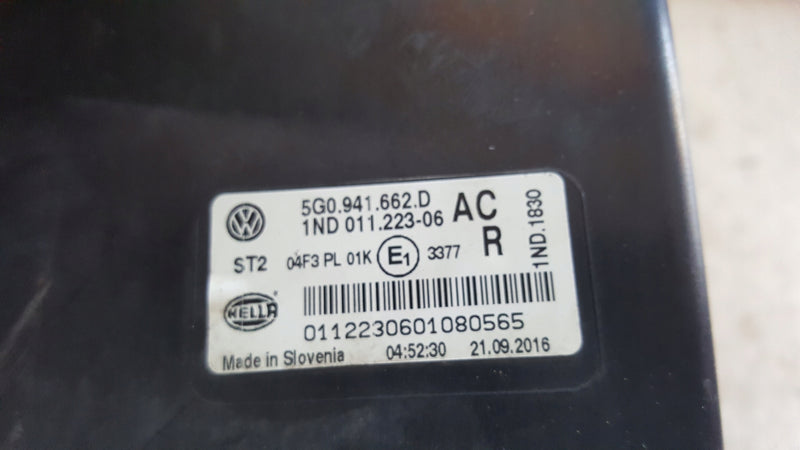 5G0.941.662.D AC
1ND 011.223-06
R
1ND.1830
ST2 04F3 PL 01K E1 3377
HELLA
01122230601080565
Made in Slovenia 04:52:30 21.09.2016